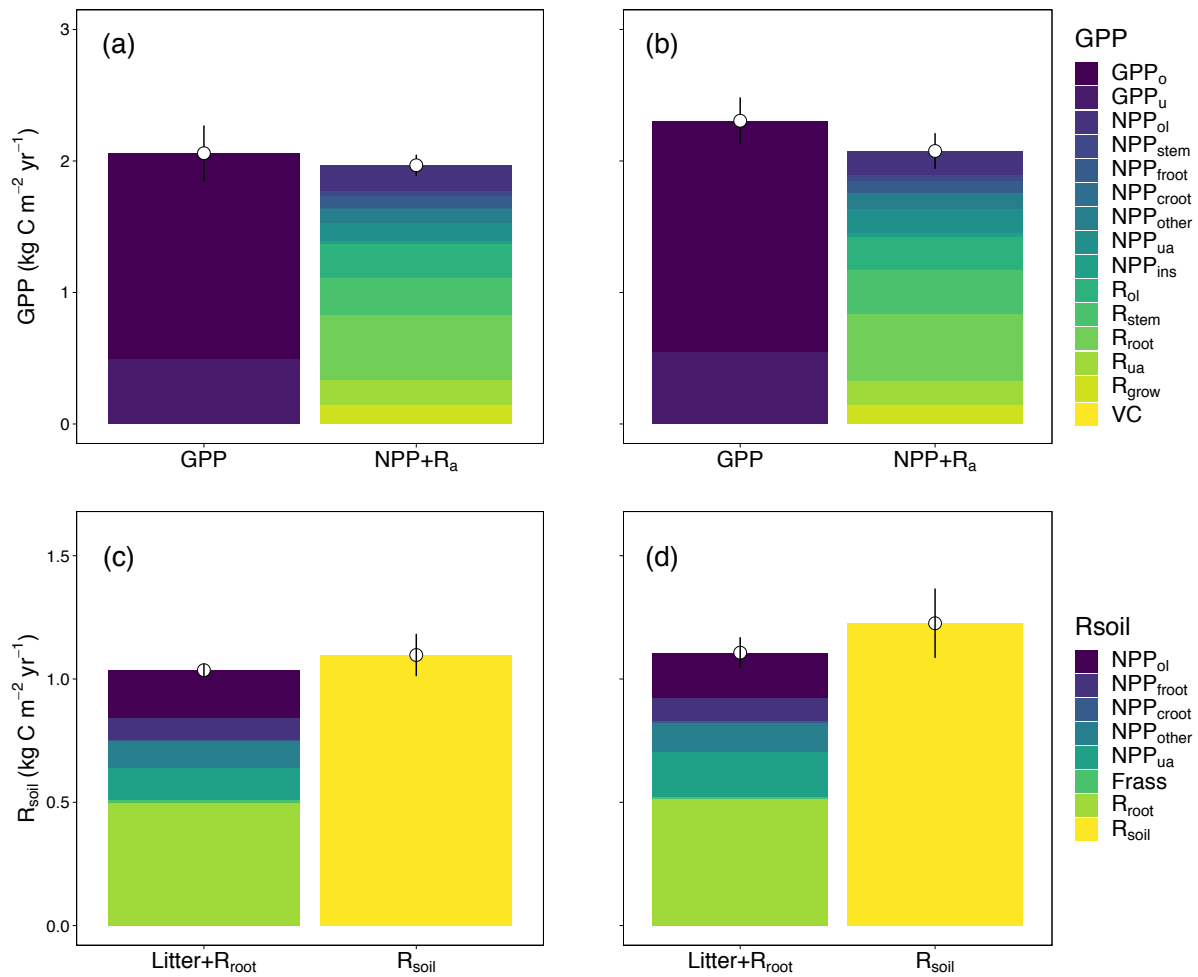 (a)
(b)
GPP (kg C m⁻² yr⁻¹)
3
2
1
0
GPP
NPP+Rₐ
GPP
NPP+Rₐ
GPP
GPPo
GPPu
NPPol
NPPstem
NPPfroot
NPPcroot
NPPother
NPPua
NPPins
Rol
Rstem
Rroot
Rua
Rgrow
VC
(c)
(d)
Rsoil (kg C m⁻² yr⁻¹)
1.5
1.0
0.5
0.0
Litter+Rroot
Rsoil
Litter+Rroot
Rsoil
Rsoil
NPPol
NPPfroot
NPPcroot
NPPother
NPPua
Frass
Rroot
Rsoil